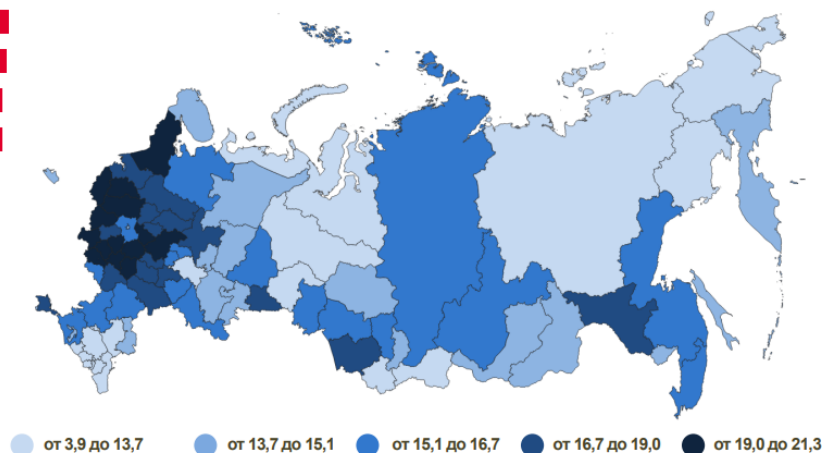 от 3,9 до 13,7 от 13,7 до 15,1 от 15,1 до 16,7 от 16,7 до 19,0 от 19,0 до 21,3